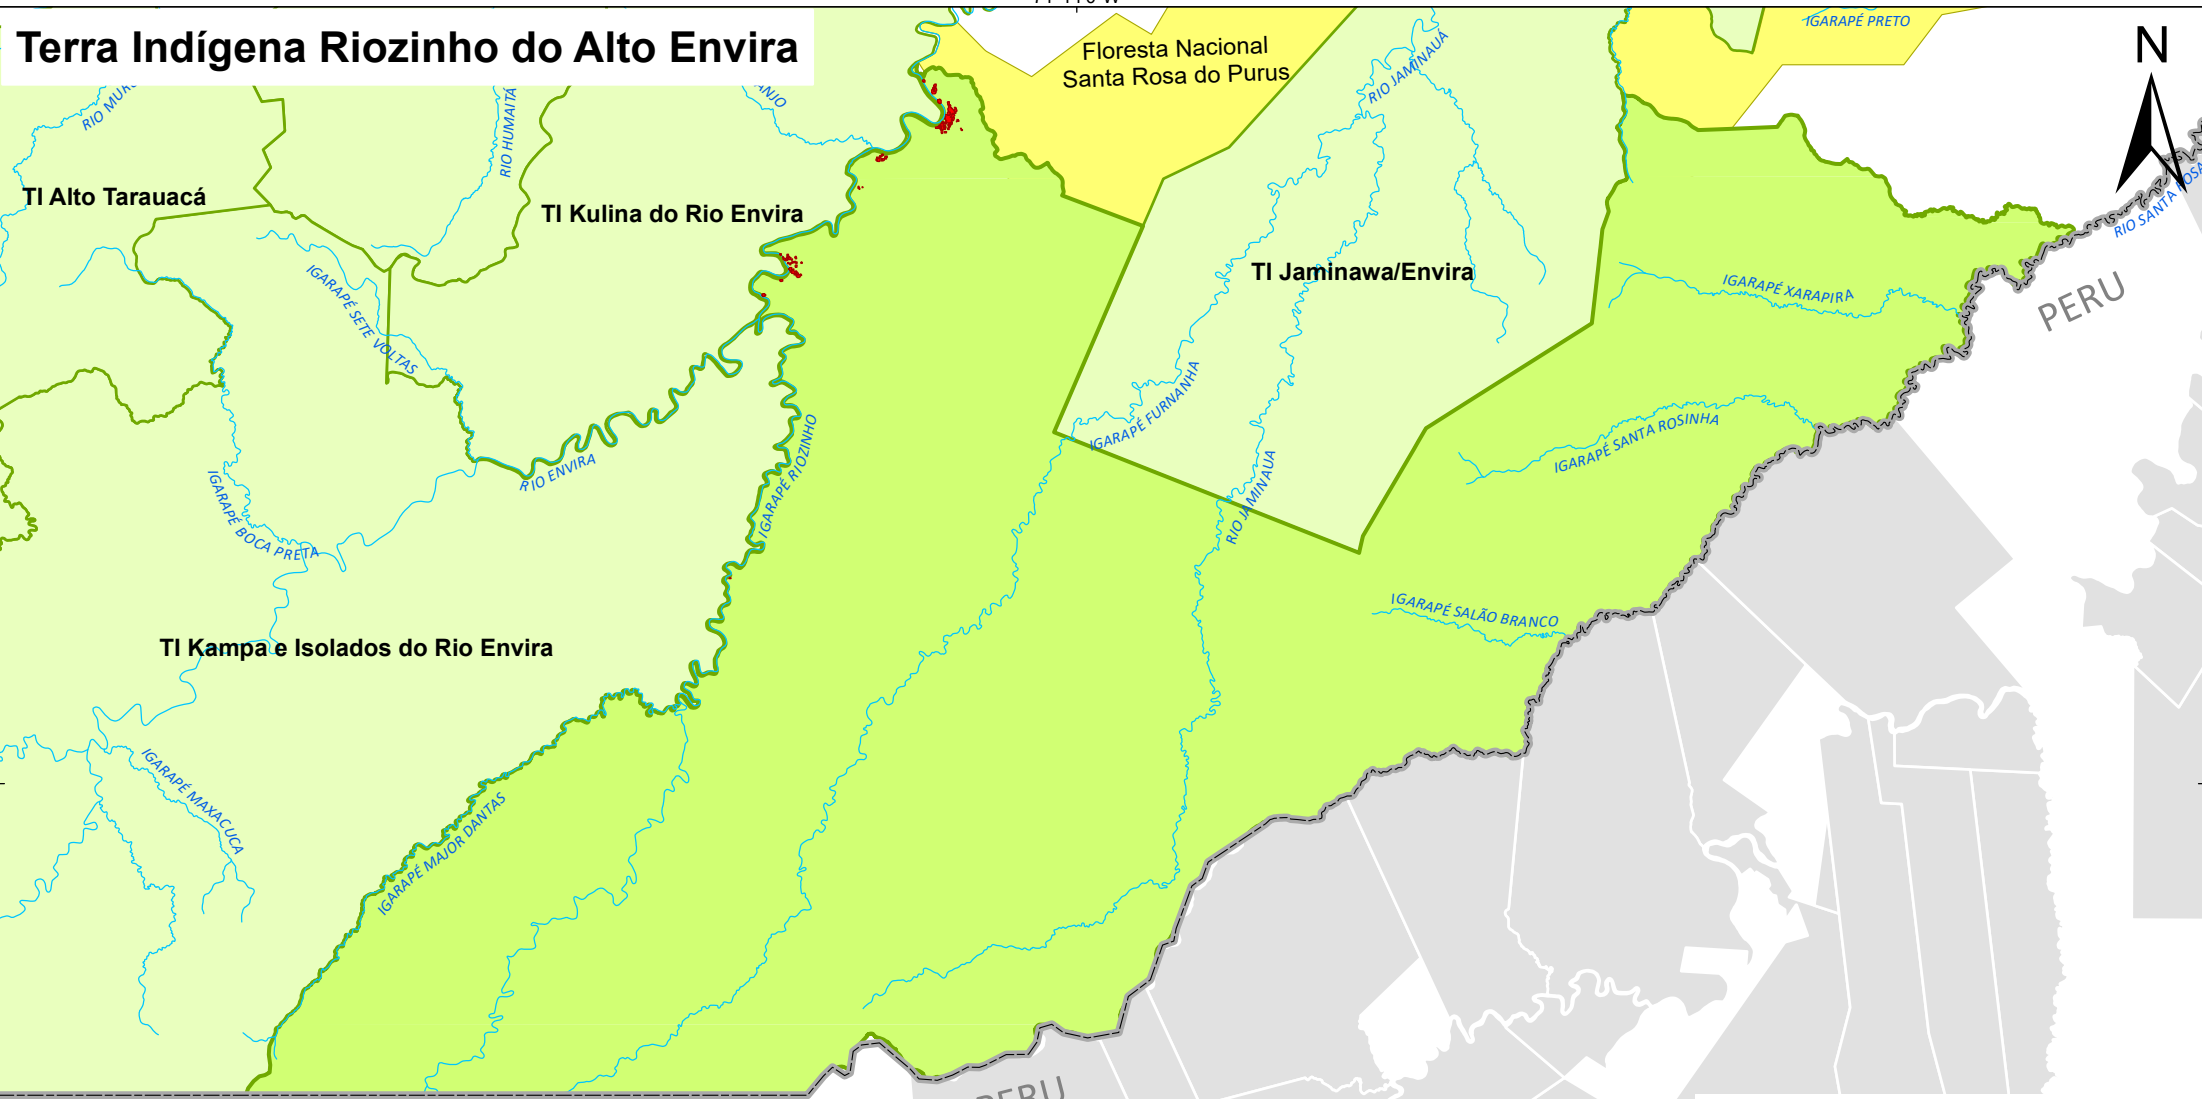 Terra Indígena Riozinho do Alto Envira
Floresta Nacional
Santa Rosa do Purus
IGARAPÉ PRETO
N
RIO JAMINAUÁ
RIO HUMAITÁ
TI Alto Tarauacá
TI Kulina do Rio Envira
RIO SANTA ROSA
TI Jaminawa/Envira
IGARAPÉ XARAPIRA
PERU
IGARAPÉ SETE VOLTAS
IGARAPÉ FURNANHA
IGARAPÉ SANTA ROSINHA
RIO ENVIRA
IGARAPÉ RIOZINHO
RIO JAMINAUA
IGARAPÉ BOCA PRETA
IGARAPÉ SALÃO BRANCO
TI Kampa e Isolados do Rio Envira
IGARAPÉ MAXACUCA
IGARAPÉ MAJOR DANTAS
PERU